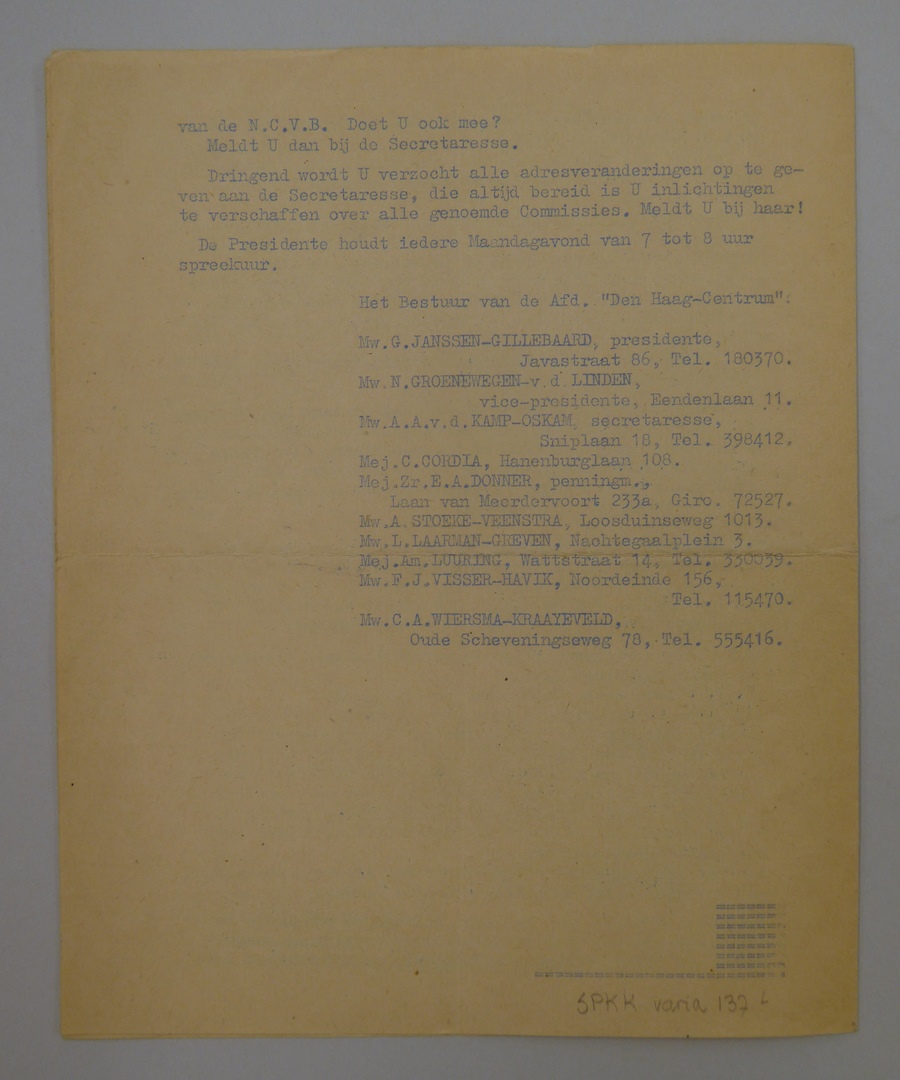 van de N.C.V.B. Doet U ook mee?
Meldt U dan bij de Secretaresse.
Dringend wordt U verzocht alle adresveranderingen op te ge-
ven aan de Secretaresse, die altijd bereid is U inlichtingen
te verschaffen over alle genoemde Commissies. Meldt U bij haar!
De Presidente houdt iedere Maandagavond van 7 tot 8 uur
spreekuur.
Het Bestuur van de Afd. "Den Haag-Centrum".
Mw.G.JANSSEN-GILLEBAARD, presidente,
Javastraat 86, Tel. 180370.
Mw.N.GROENEWEGEN-v.d.LINDEN,
vice-presidente, Eendenlaan 11.
Mw.A.A.v.d.KAMP-OSKAM, secretaresse,
Sniplaan 18, Tel. 398412.
Mej.C.CORDIA, Hanenburglaan 108.
Mej.Zr.E.A.DONNER, penningm.,
Laan van Meerdervoort 233a, Giro. 72527.
Mw.A.STOEKE-VEENSTRA, Loosduinseweg 1013.
Mw.L.LAARMAN-GREVEN, Nachtegaalplein 3.
Mej.Am.LUURING, Wattstraat 14, Tel.
Mw.F.J.VISSER-HAVIK, Noordeinde 156,
Tel. 115470.
Mw.C.A.WIERSMA-KRAAYEVELD,
Oude Scheveningseweg 78, Tel. 555416.
SPKK varia 137